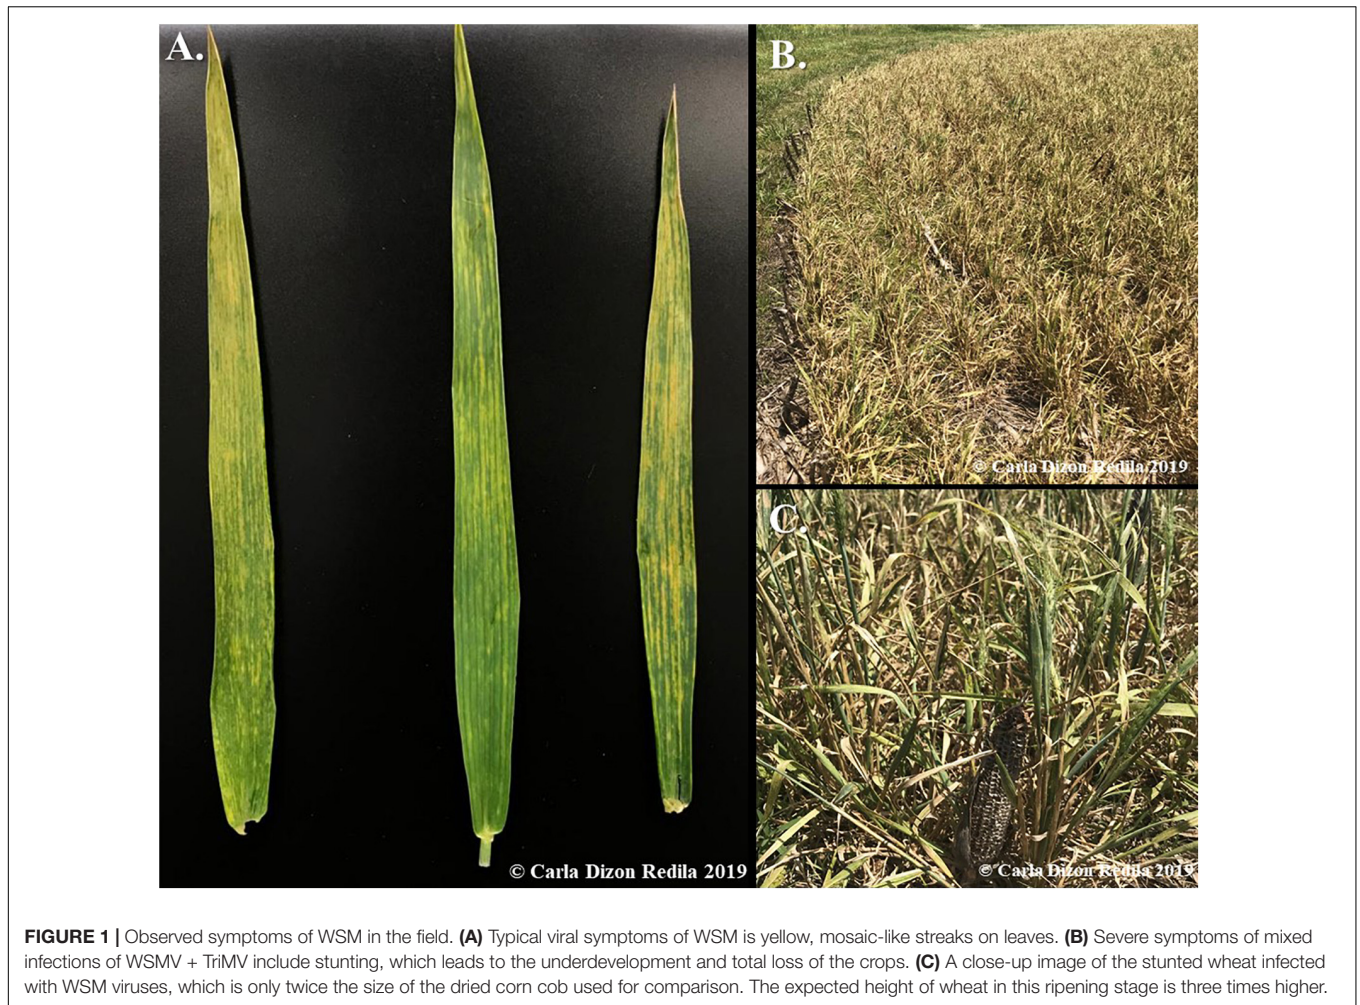 A.
B.
© Carla Dizon Redila 2019
C.
© Carla Dizon Redila 2019
© Carla Dizon Redila 2019
FIGURE 1 | Observed symptoms of WSM in the field. (A) Typical viral symptoms of WSM is yellow, mosaic-like streaks on leaves. (B) Severe symptoms of mixed
infections of WSMV + TriMV include stunting, which leads to the underdevelopment and total loss of the crops. (C) A close-up image of the stunted wheat infected
with WSM viruses, which is only twice the size of the dried corn cob used for comparison. The expected height of wheat in this ripening stage is three times higher.